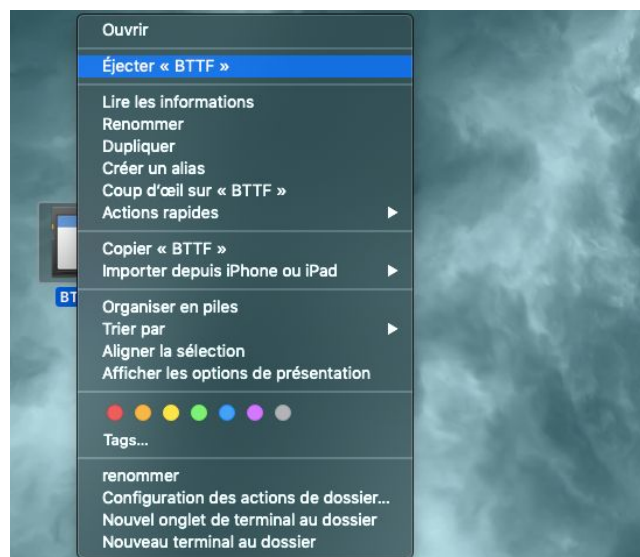 Ouvrir
Éjecter « BTTF »
Lire les informations
Renommer
Dupliquer
Créer un alias
Coup d’œil sur « BTTF »
Actions rapides
Copier « BTTF »
Importer depuis iPhone ou iPad
BT
Organiser en piles
Trier par
Aligner la sélection
Afficher les options de présentation
Tags...
renommer
Configuration des actions de dossier...
Nouvel onglet de terminal au dossier
Nouveau terminal au dossier